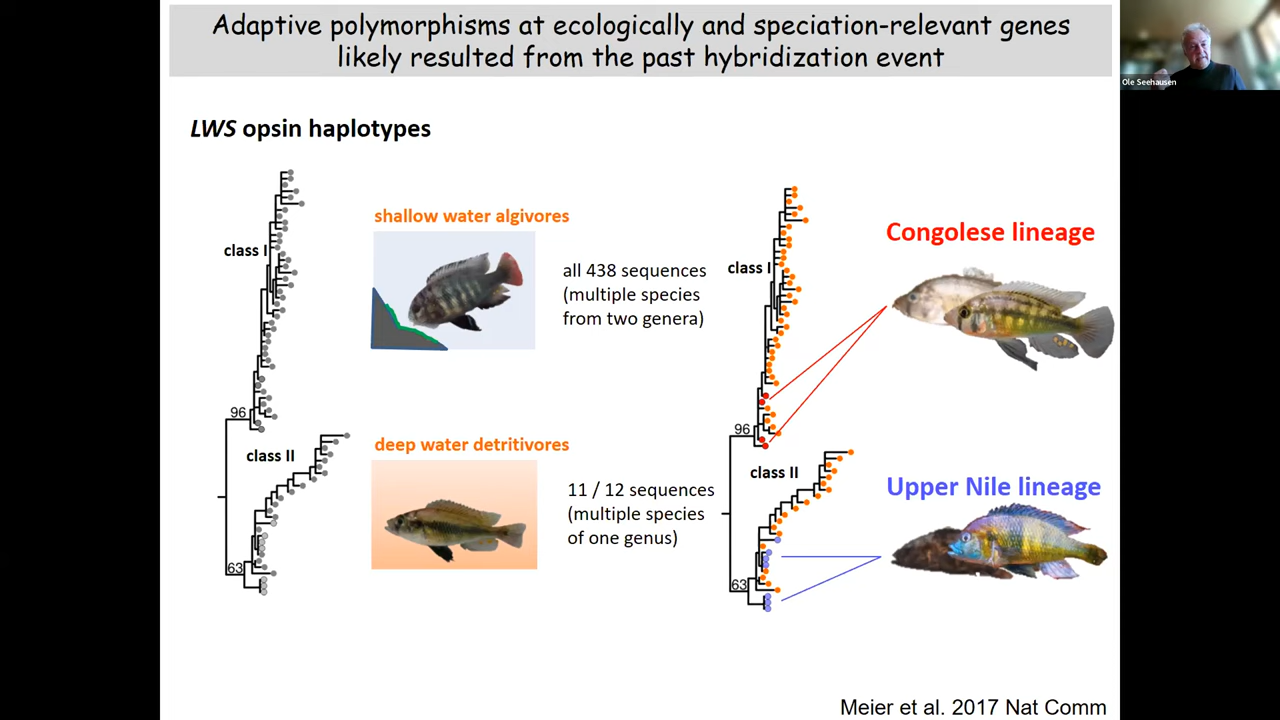 Adaptive polymorphisms at ecologically and speciation-relevant genes
likely resulted from the past hybridization event
Ole Seehausen
LWS opsin haplotypes
shallow water algivores
class I
all 438 sequences
(multiple species
from two genera)
96
deep water detritivores
class II
11 / 12 sequences
(multiple species
of one genus)
63
class I
Congolese lineage
96
class II
Upper Nile lineage
63
Meier et al. 2017 Nat Comm